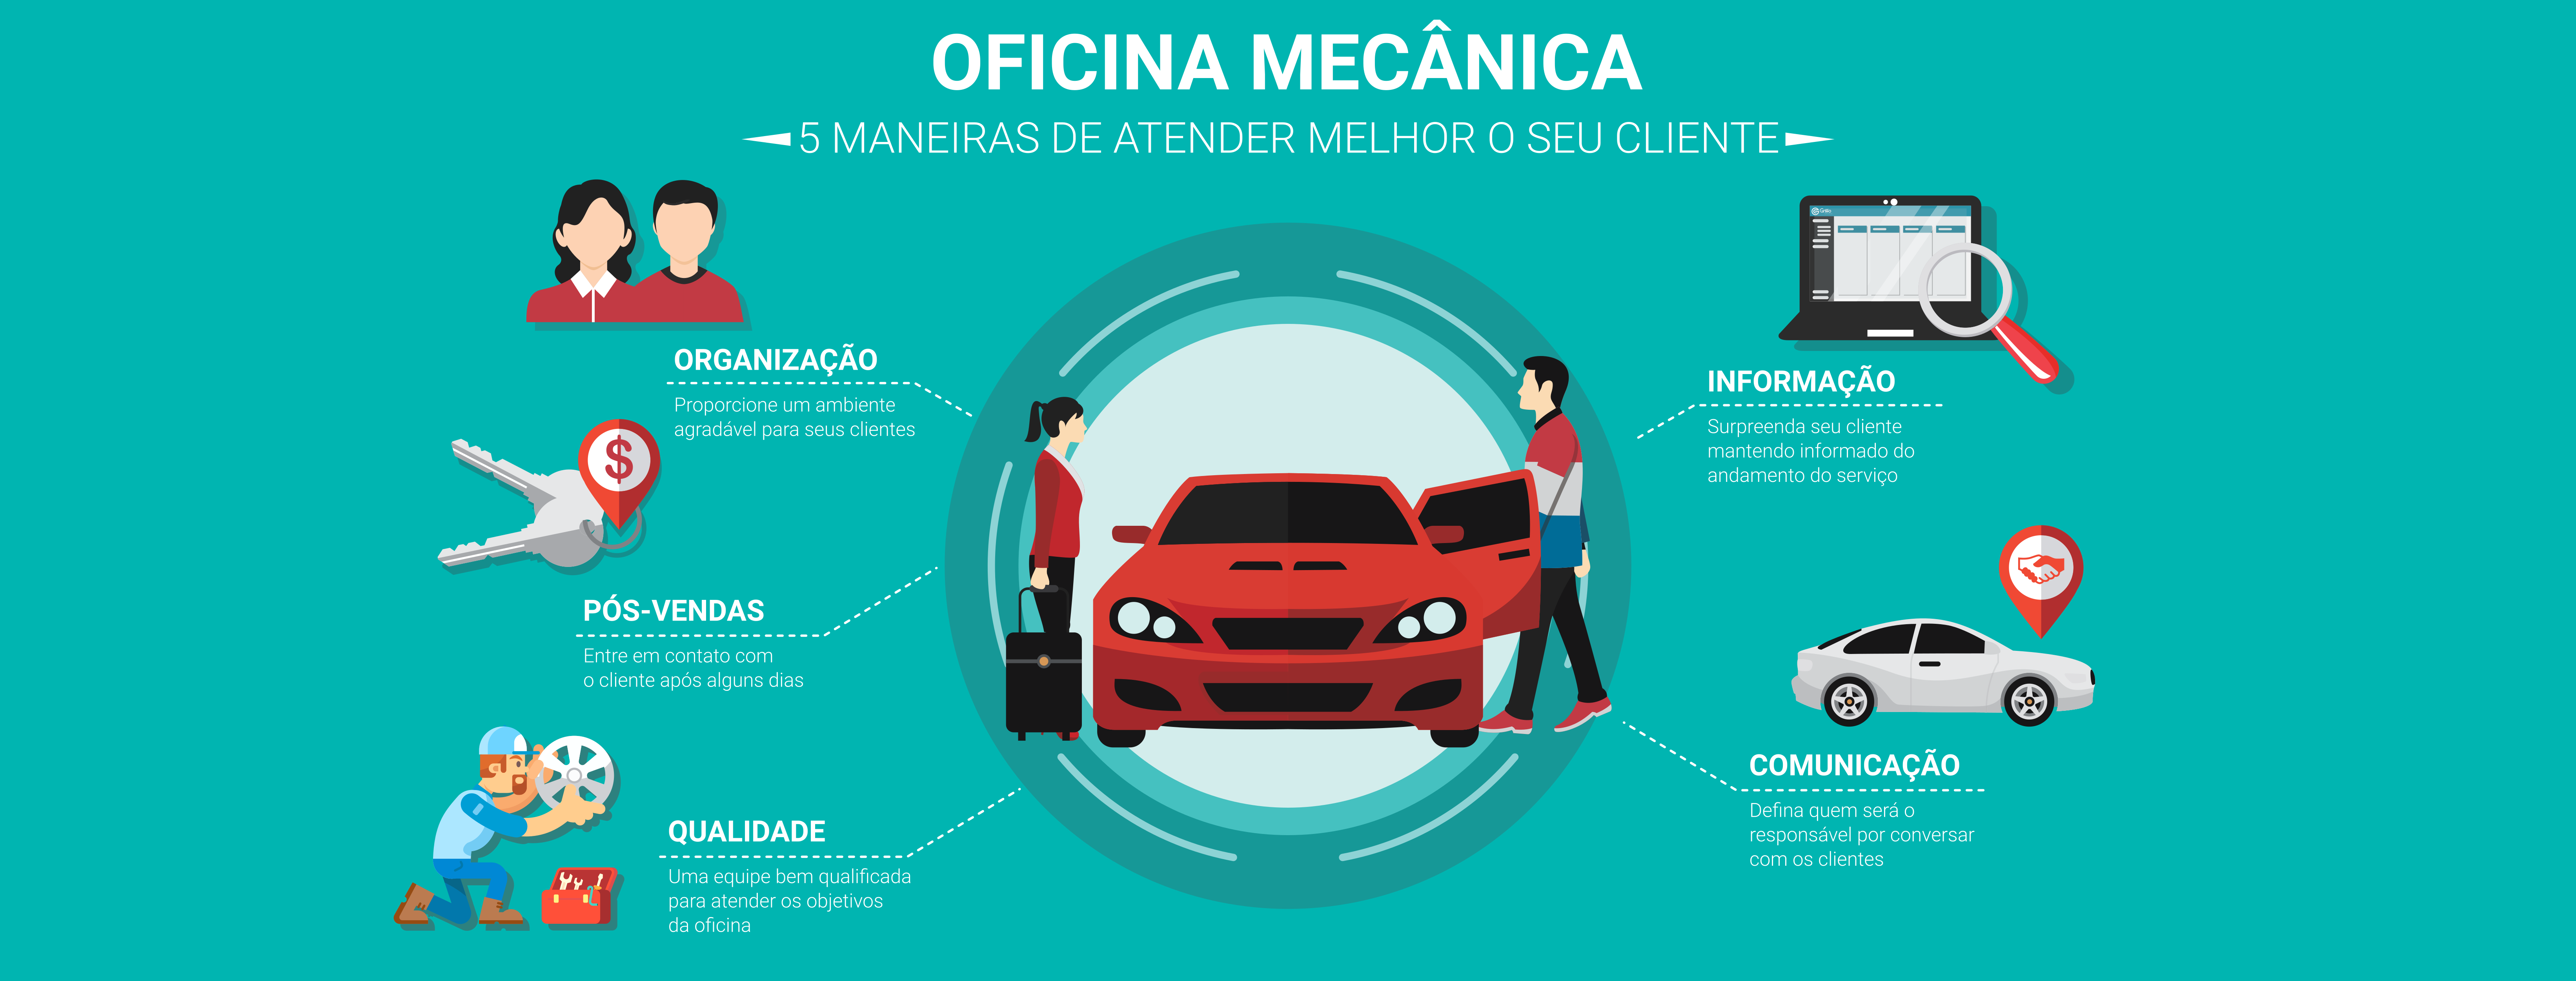 OFICINA MECÂNICA
5 MANEIRAS DE ATENDER MELHOR O SEU CLIENTE
ORGANIZAÇÃO
Proporcione um ambiente
agradável para seus clientes
$
PÓS-VENDAS
Entre em contato com
o cliente após alguns dias
QUALIDADE
Uma equipe bem qualificada
para atender os objetivos
da oficina
INFORMAÇÃO
Surpreenda seu cliente
mantendo informado do
andamento do serviço
COMUNICAÇÃO
Defina quem será o
responsável por conversar
com os clientes